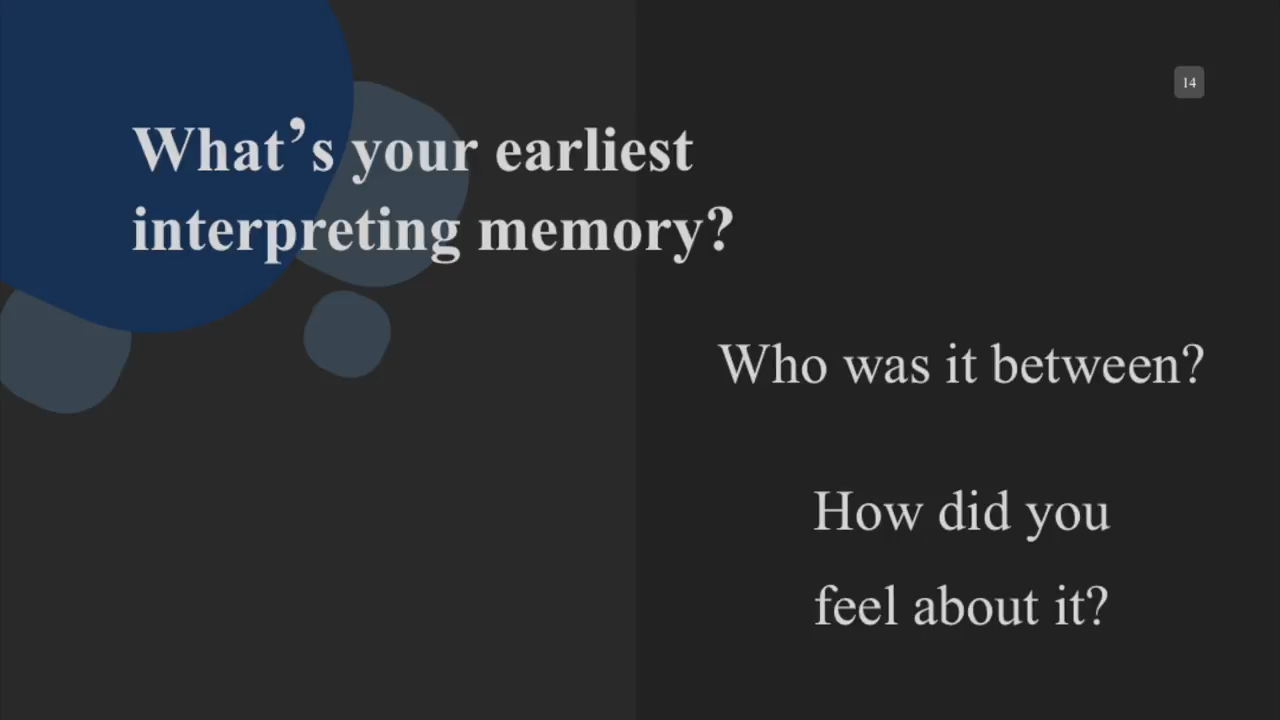 14
What’s your earliest
interpreting memory?
Who was it between?
How did you
feel about it?